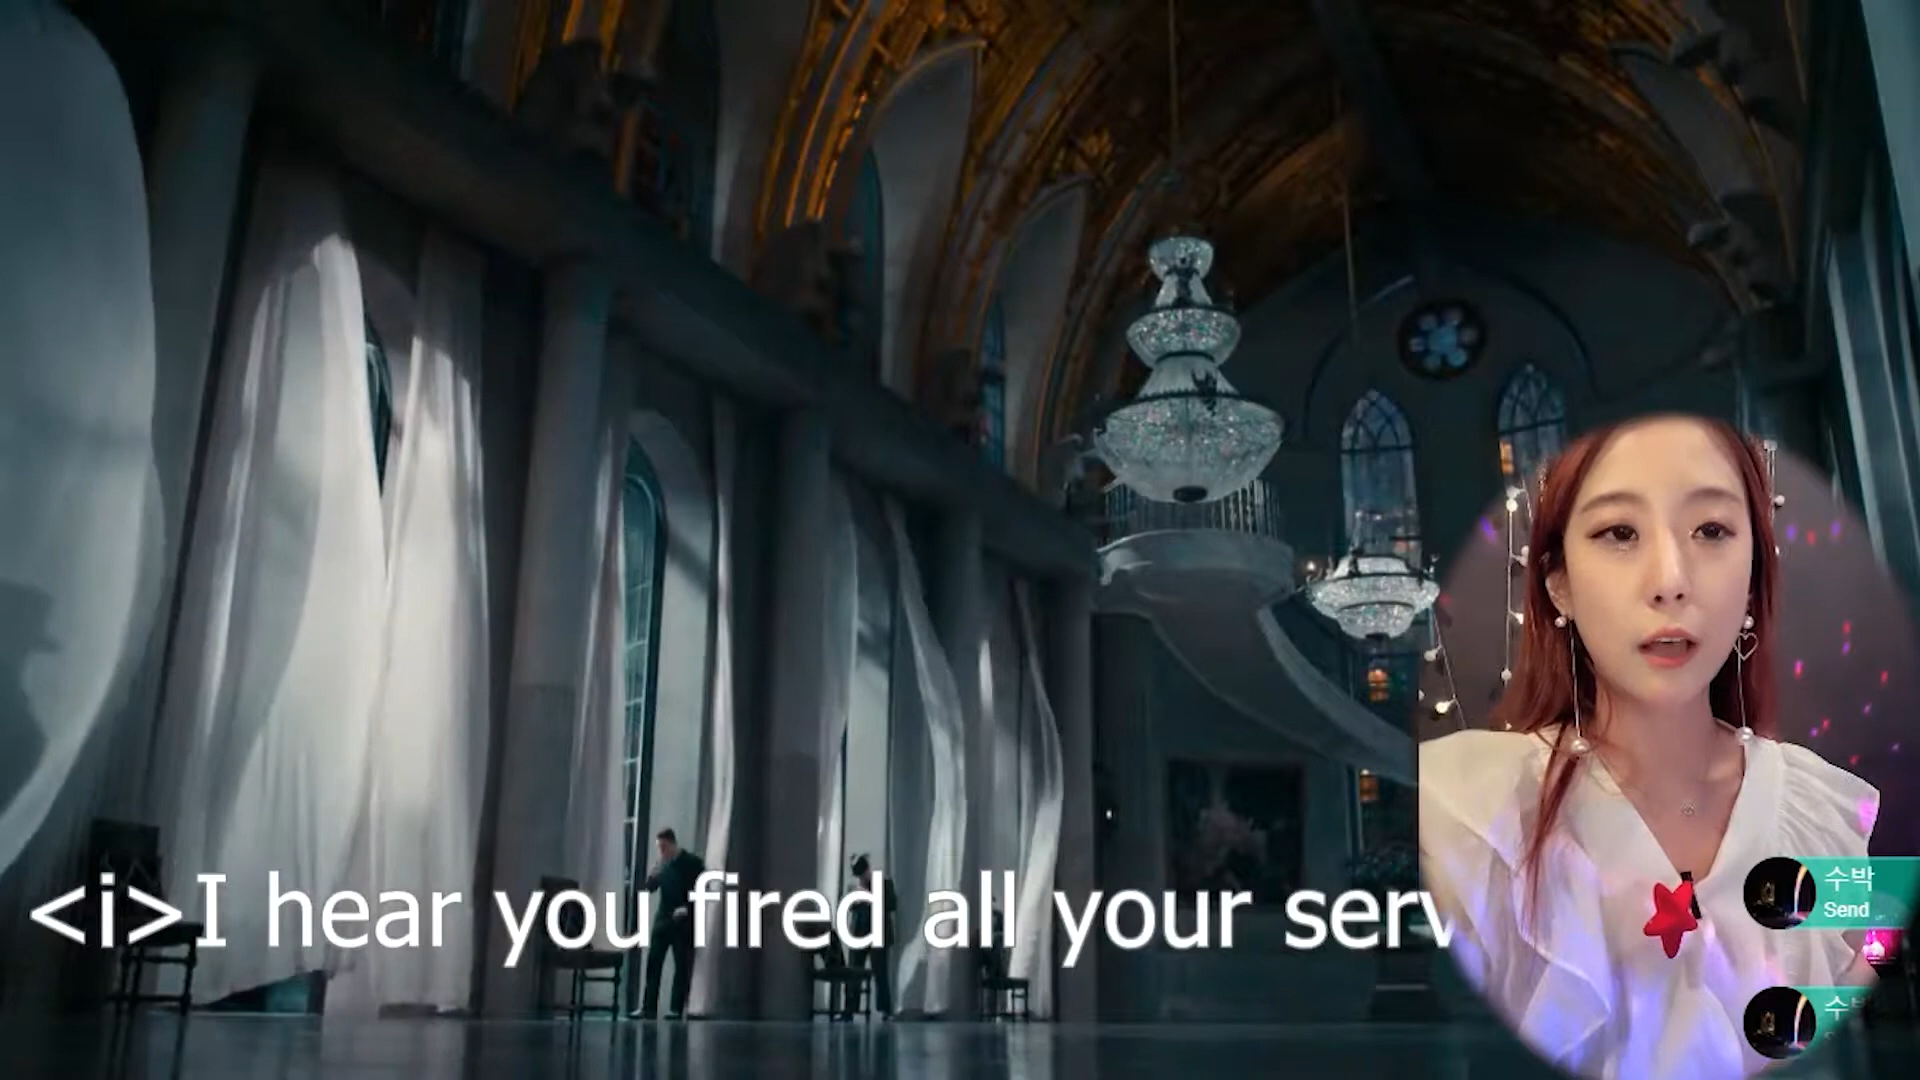 <i>I hear you fired all your serv
수박
Send
수박